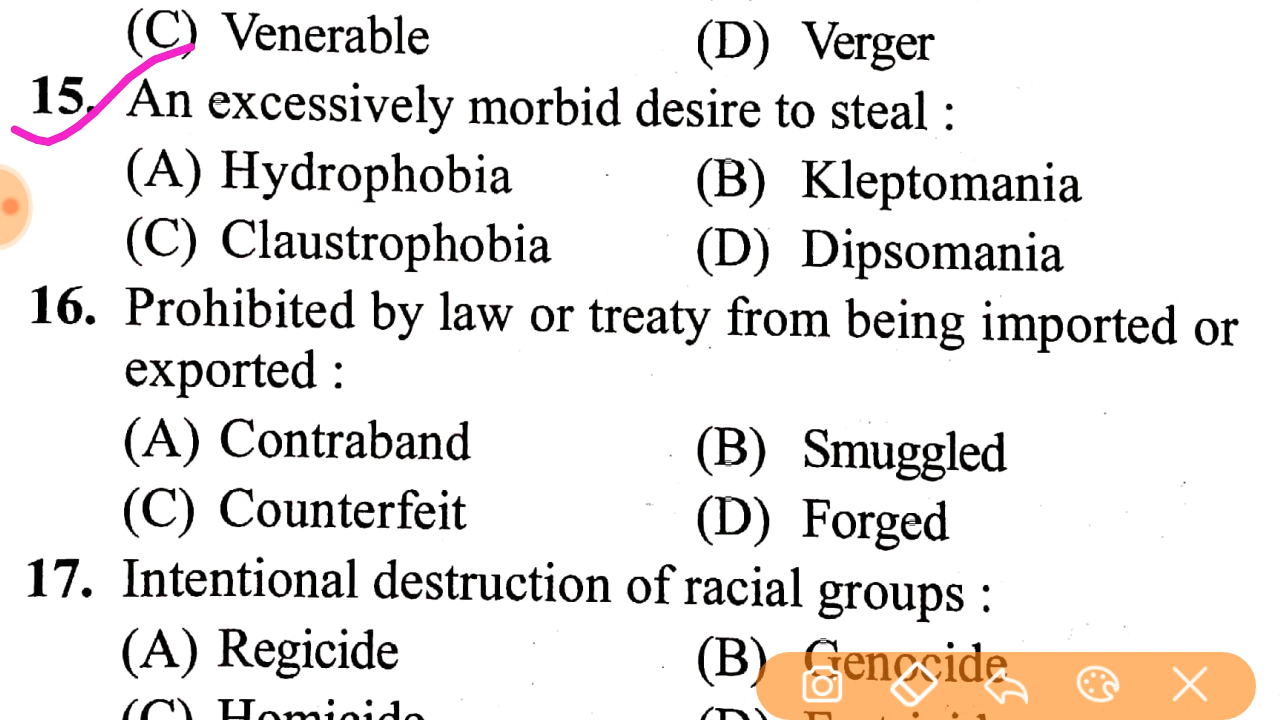 (C) Venerable (D) Verger
15. An excessively morbid desire to steal :
(A) Hydrophobia (B) Kleptomania
(C) Claustrophobia (D) Dipsomania
16. Prohibited by law or treaty from being imported or
exported :
(A) Contraband (B) Smuggled
(C) Counterfeit (D) Forged
17. Intentional destruction of racial groups :
(A) Regicide (B) Genocide
(C) Homicide (D)